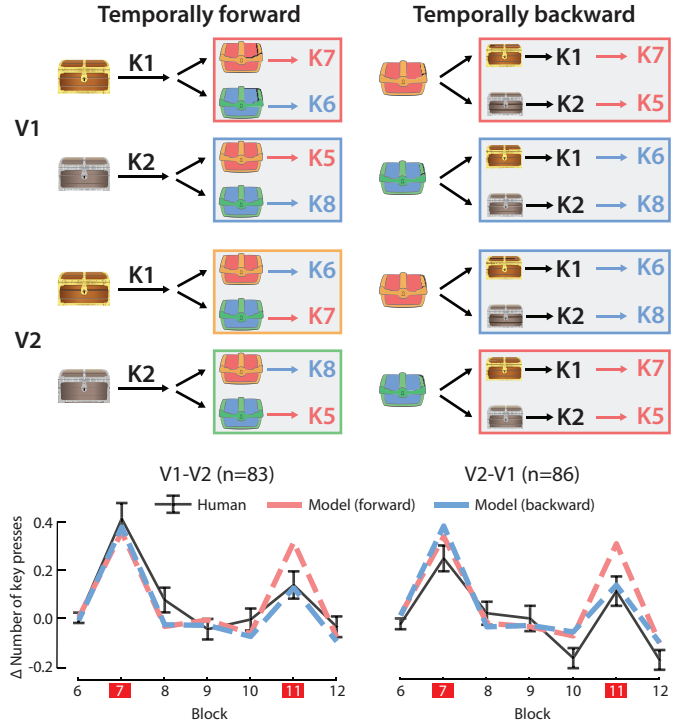 Temporally forward
Temporally backward
V1
K1
K7
K6
K2
K5
K8
K1
K7
K2
K5
K1
K6
K2
K8
V2
K1
K6
K7
K2
K8
K5
K1
K6
K2
K8
K1
K7
K2
K5
V1-V2 (n=83)
V2-V1 (n=86)
Human
Model (forward)
Model (backward)
Δ Number of key presses
0.4
0.2
0.0
-0.2
6 7 8 9 10 11 12
Block
6 7 8 9 10 11 12
Block